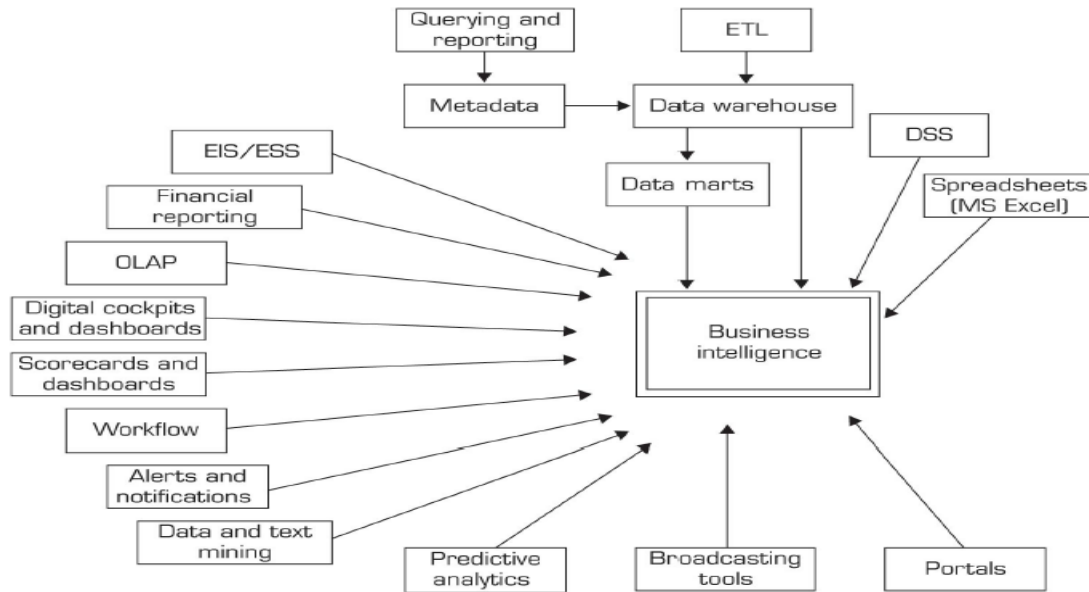 Querying and
reporting
ETL
Metadata
Data warehouse
DSS
EIS/ESS
Data marts
Spreadsheets
(MS Excel)
Financial
reporting
OLAP
Digital cockpits
and dashboards
Business
intelligence
Scorecards and
dashboards
Workflow
Alerts and
notifications
Data and text
mining
Predictive
analytics
Broadcasting
tools
Portals